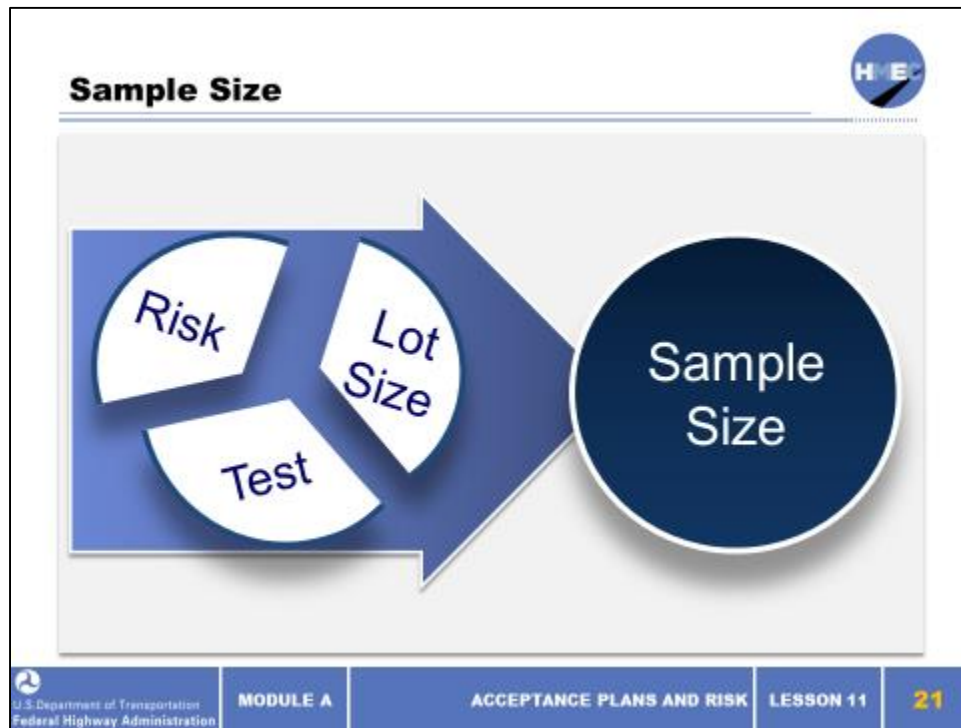 Sample Size
HMEC
Risk
Lot
Size
Test
Sample
Size
U.S.Department of Transportation
Federal Highway Administration
MODULE A
ACCEPTANCE PLANS AND RISK
LESSON 11
21